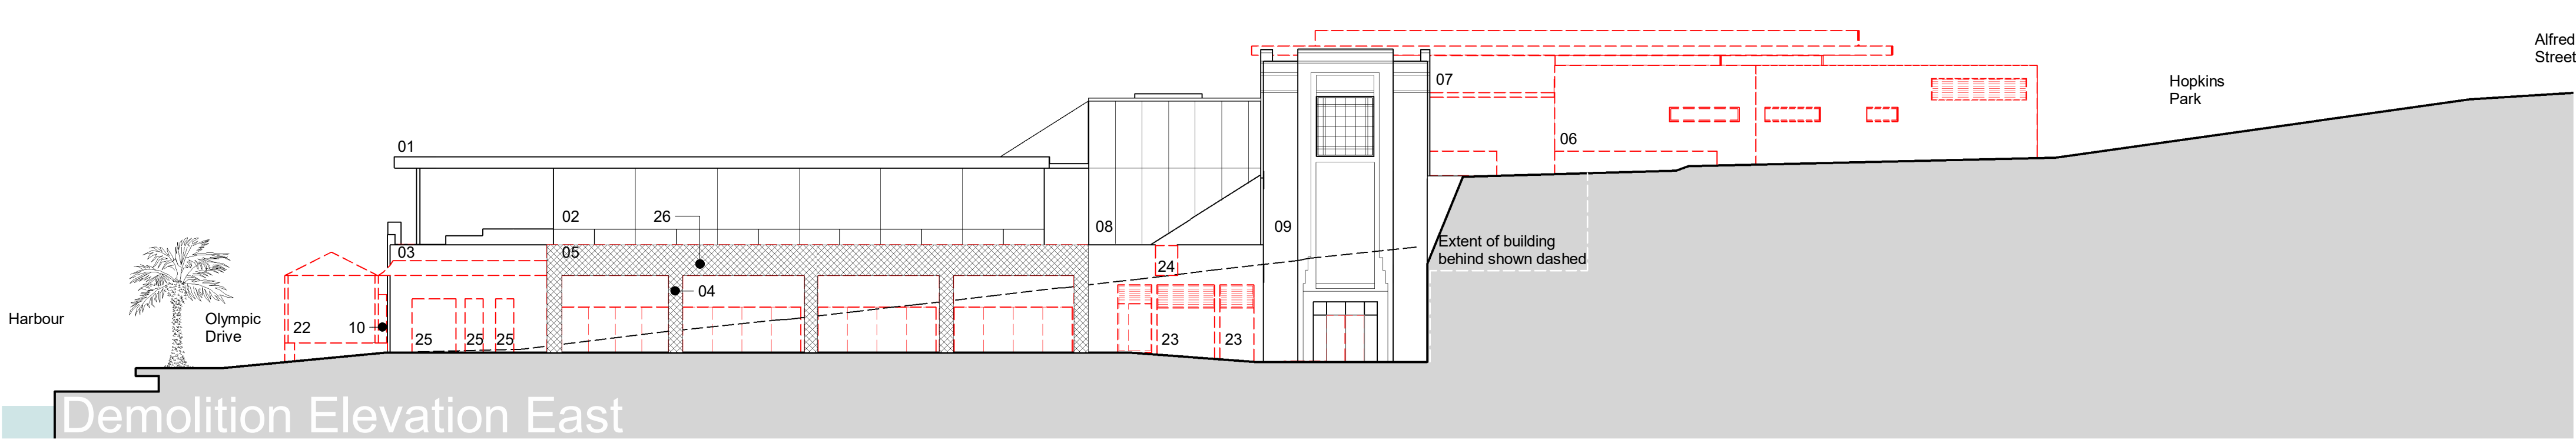 Alfred
Street
Hopkins
Park
07
06
01
02
26
08
09
03
05
Extent of building
behind shown dashed
24
04
Harbour
Olympic
Drive
22
10
25
25
25
23
23
Demolition Elevation East